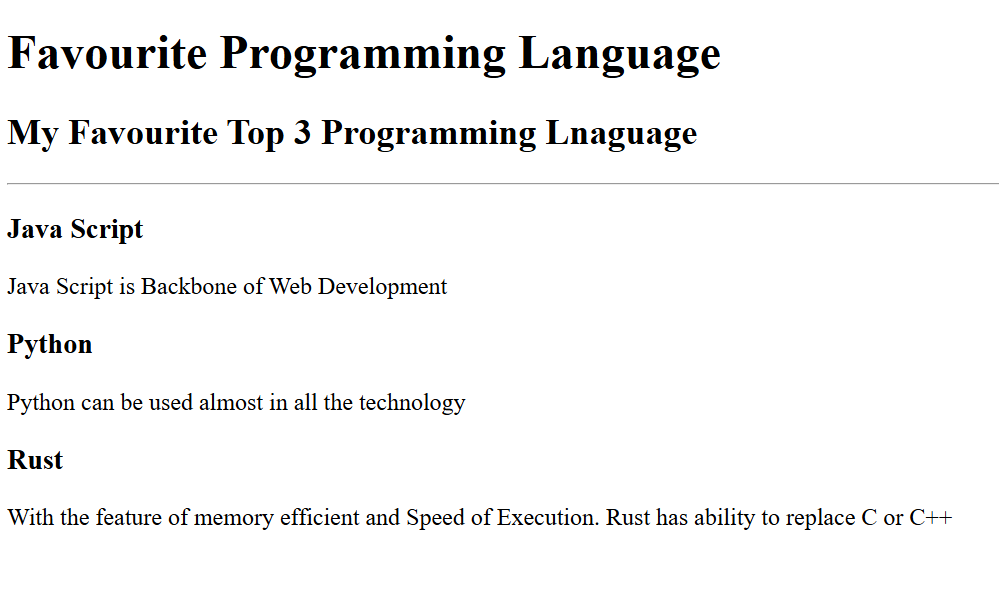 Favourite Programming Language
My Favourite Top 3 Programming Lnaguage
Java Script
Java Script is Backbone of Web Development
Python
Python can be used almost in all the technology
Rust
With the feature of memory efficient and Speed of Execution. Rust has ability to replace C or C++